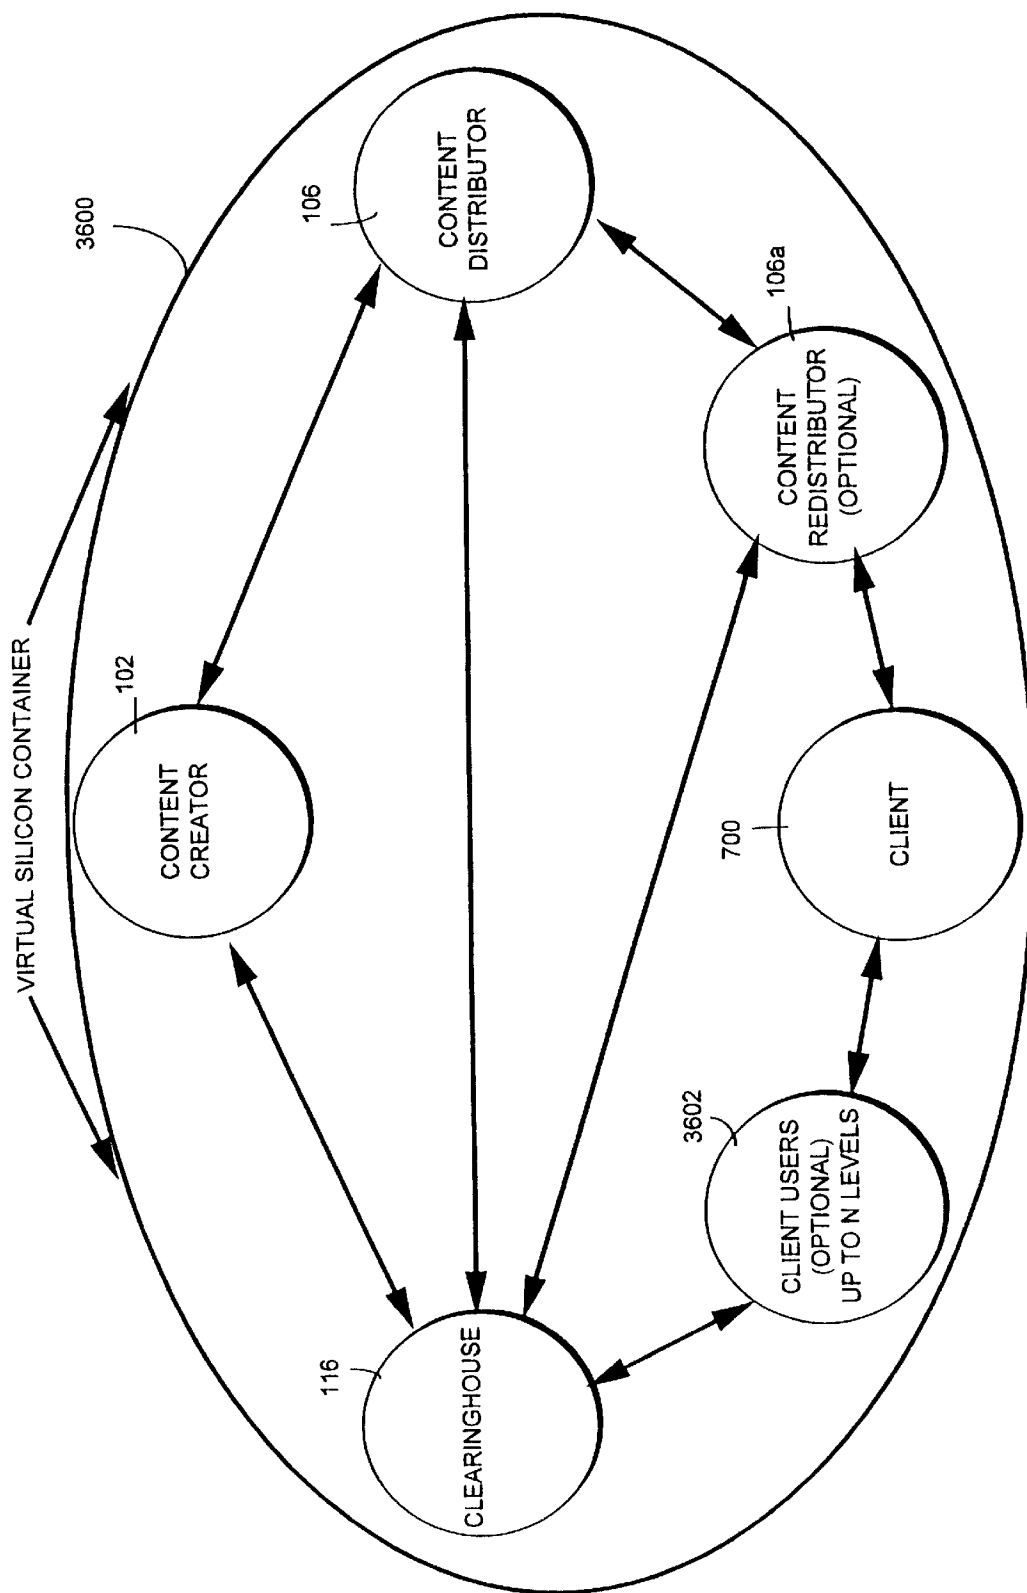 VIRTUAL SILICON CONTAINER
3600
102
CONTENT
CREATOR
106
CONTENT
DISTRIBUTOR
116
CLEARINGHOUSE
106a
CONTENT
REDISTRIBUTOR
(OPTIONAL)
3602
CLIENT USERS
(OPTIONAL)
UP TO N LEVELS
700
CLIENT